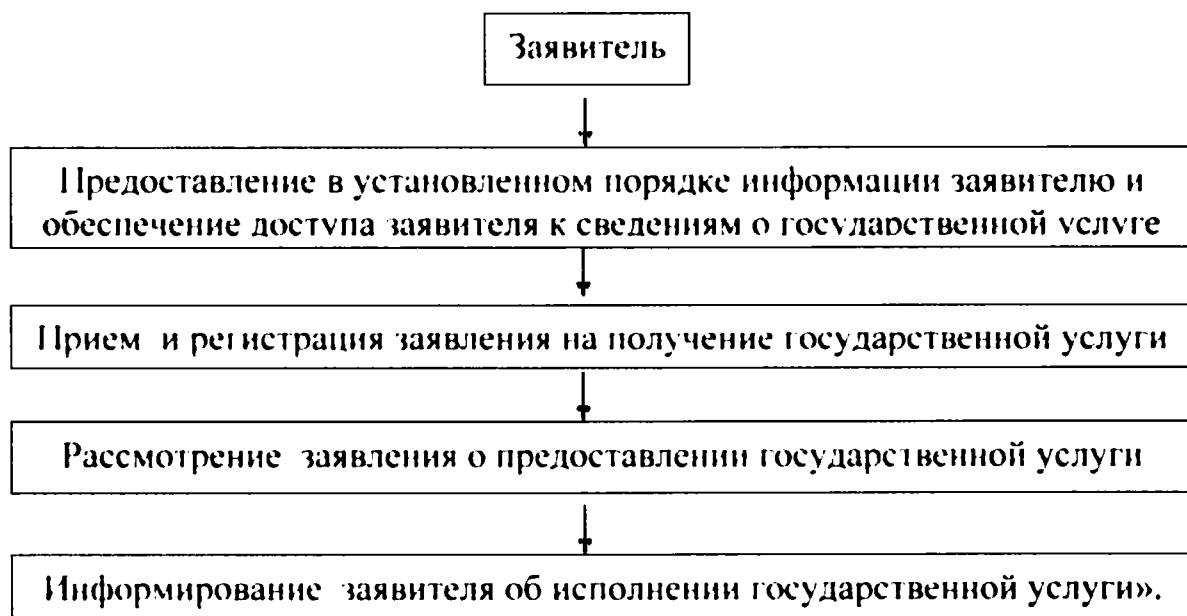 Заявитель
Предоставление в установленном порядке информации заявителю и
обеспечение доступа заявителя к сведениям о государственной услуге
Прием и регистрация заявления на получение государственной услуги
Рассмотрение заявления о предоставлении государственной услуги
Информирование заявителя об исполнении государственной услуги».